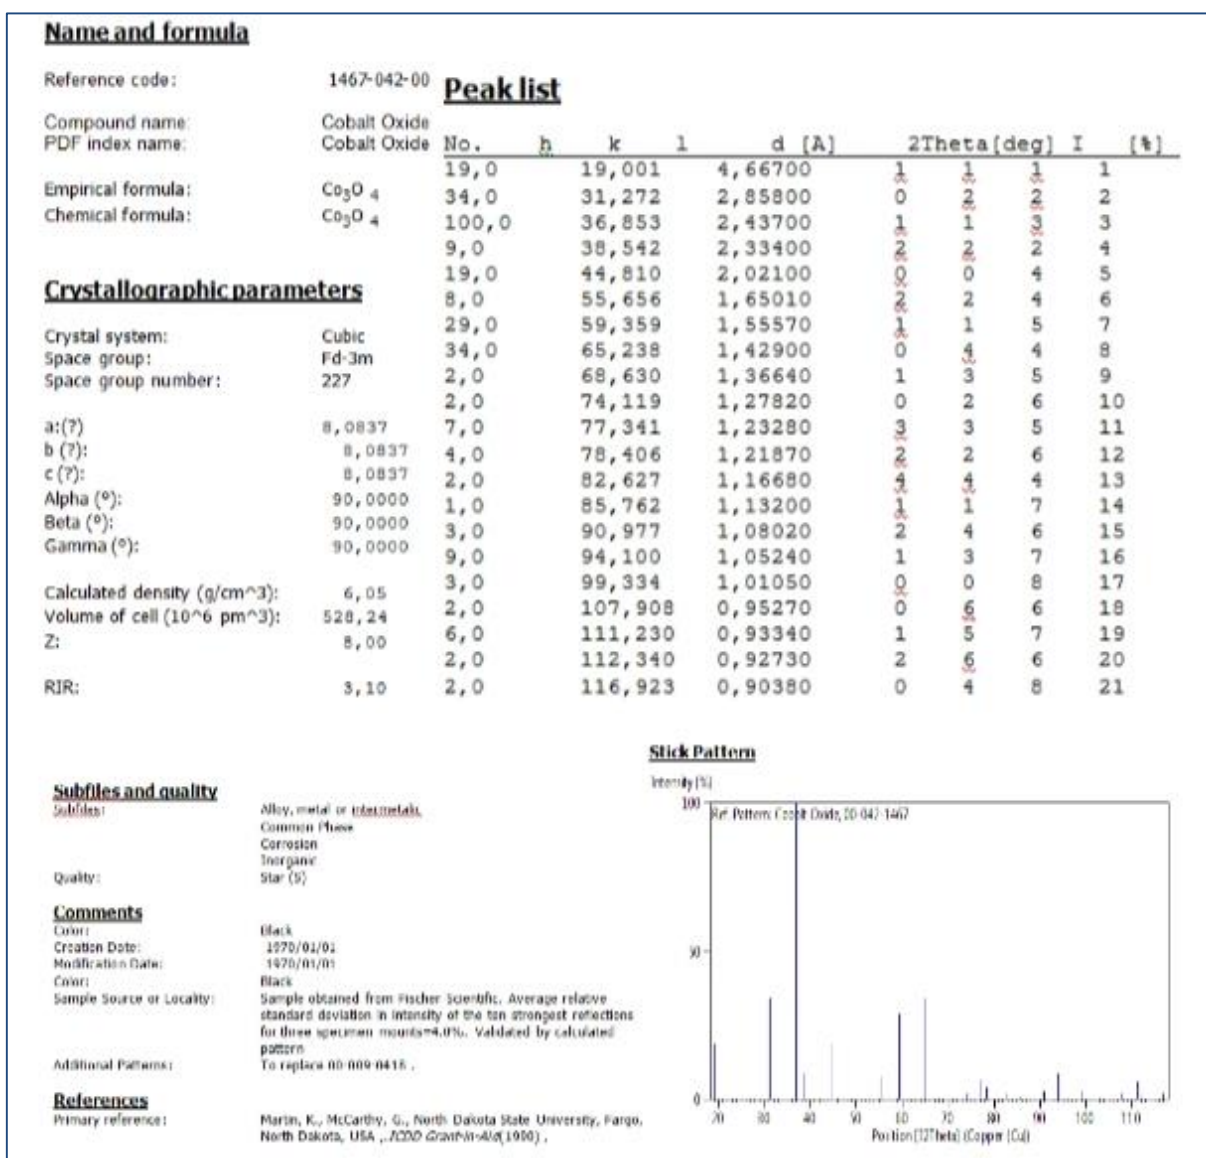 Name and formula
Reference code: 1467-042-00
Compound name: Cobalt Oxide
PDF index name: Cobalt Oxide
Empirical formula: Co3O 4
Chemical formula: Co3O 4
Crystallographic parameters
Crystal system: Cubic
Space group: Fd-3m
Space group number: 227
a:(?) 8,0837
b (?): 8,0837
c (?): 8,0837
Alpha (º): 90,0000
Beta (º): 90,0000
Gamma (º): 90,0000
Calculated density (g/cm^3): 6,05
Volume of cell (10^6 pm^3): 528,24
Z: 8,00
RIR: 3,10
Peak list
No. h k l d [A] 2Theta[deg] I [%]
19,0 19,001 4,66700 1 1 1 1
34,0 31,272 2,85800 0 2 2 2
100,0 36,853 2,43700 1 1 3 3
9,0 38,542 2,33400 2 2 2 4
19,0 44,810 2,02100 0 0 4 5
8,0 55,656 1,65010 2 2 4 6
29,0 59,359 1,55570 1 1 5 7
34,0 65,238 1,42900 0 4 4 8
2,0 68,630 1,36640 1 3 5 9
2,0 74,119 1,27820 0 2 6 10
7,0 77,341 1,23280 3 3 5 11
4,0 78,406 1,21870 2 2 6 12
2,0 82,627 1,16680 4 4 4 13
1,0 85,762 1,13200 1 1 7 14
3,0 90,977 1,08020 2 4 6 15
9,0 94,100 1,05240 1 3 7 16
3,0 99,334 1,01050 0 0 8 17
2,0 107,908 0,95270 0 6 6 18
6,0 111,230 0,93340 1 5 7 19
2,0 112,340 0,92730 2 6 6 20
2,0 116,923 0,90380 0 4 8 21
Subfiles and quality
Subfiles: Alloy, metal or intermetalic
Common Phase
Corrosion
Inorganic
Quality: Star (S)
Comments
Color: Black
Creation Date: 1970/01/01
Modification Date: 1970/01/01
Color: Black
Sample Source or Locality: Sample obtained from Fischer Scientific. Average relative
standard deviation in intensity of the ten strongest reflections
for three specimen mounts=4.0%. Validated by calculated
pattern
Additional Patterns: To replace 00-009-0418 .
References
Primary reference: Martin, K., McCarthy, G., North Dakota State University, Fargo,
North Dakota, USA ,. ICDD Grant-in-Aid(1990) .
Stick Pattern
Intensity [%]
Ref. Pattern: Cobalt Oxide, 00-042-1467
100
50
0
20 30 40 50 60 70 80 90 100 110
Position [°2Theta] (Copper (Cu))